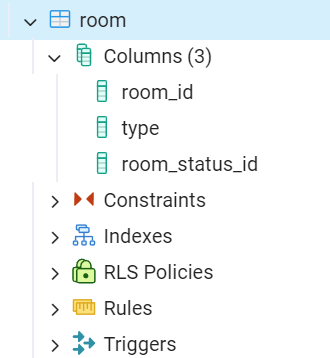 room
Columns (3)
room_id
type
room_status_id
Constraints
Indexes
RLS Policies
Rules
Triggers